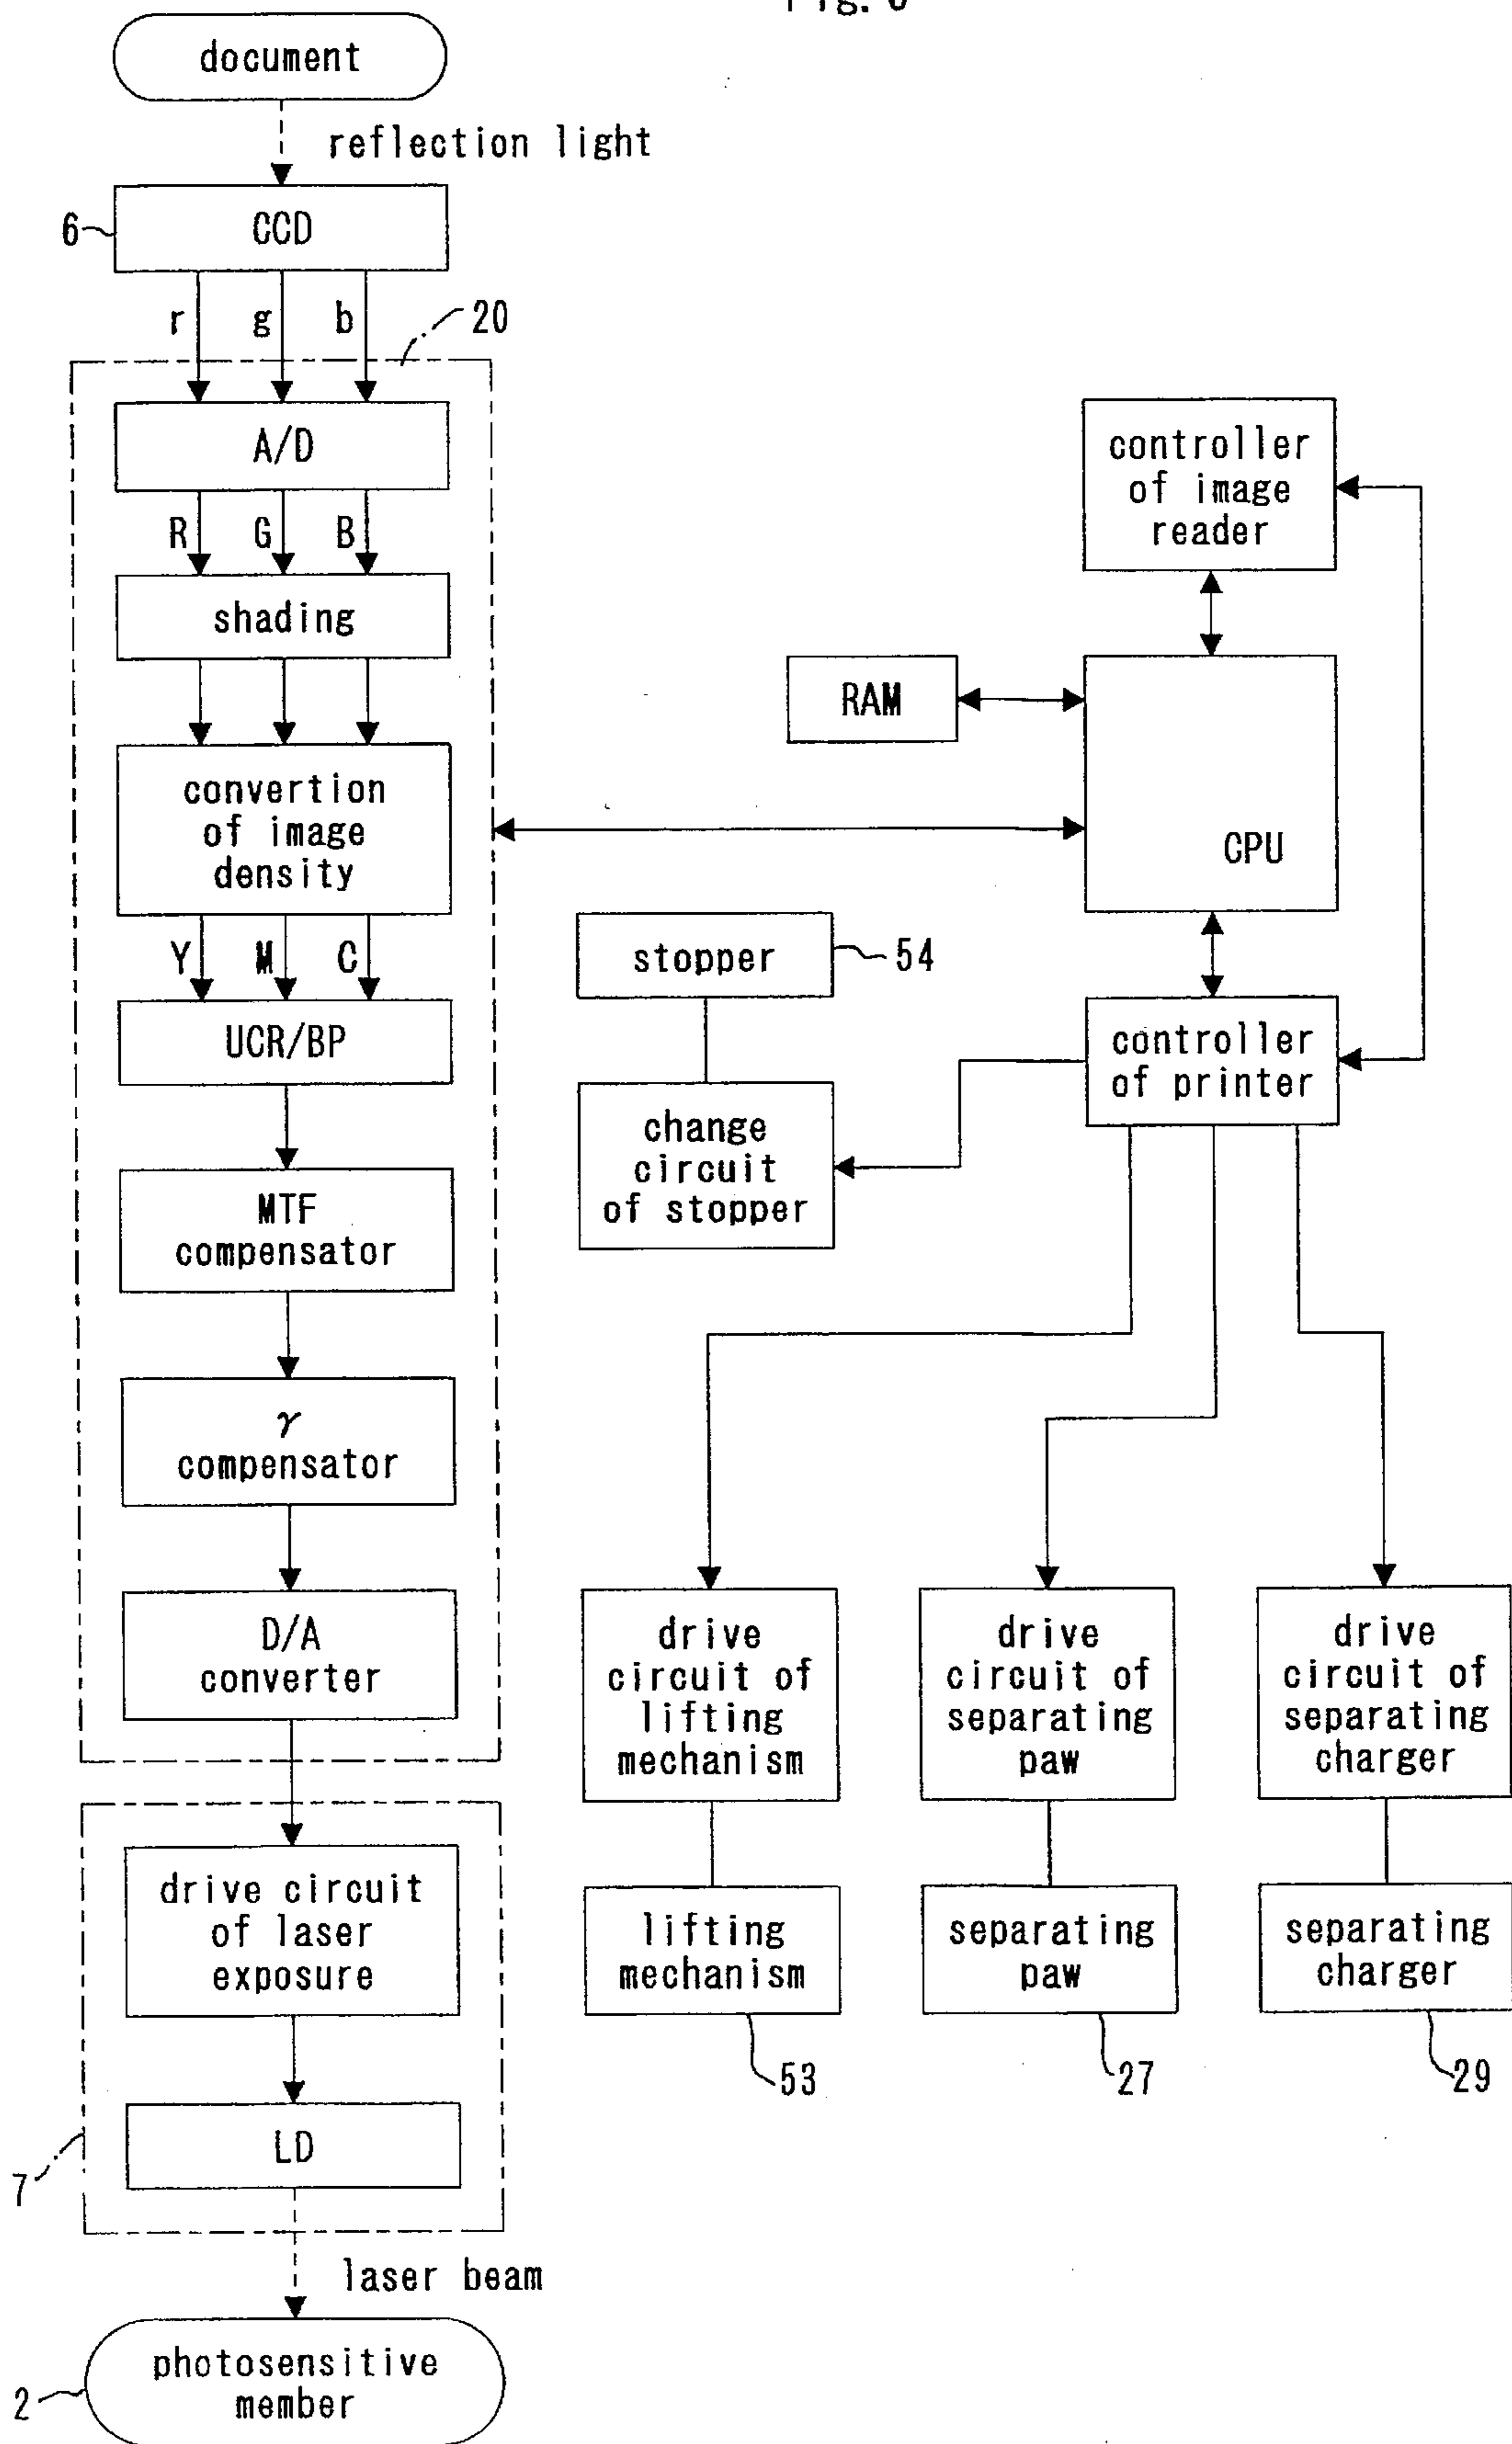 document
reflection light
6
CCD
r g b
20
A/D
R G B
shading
convertion
of image
density
Y M C
UCR/BP
MTF
compensator
γ
compensator
D/A
converter
drive circuit
of laser
exposure
LD
7
laser beam
photosensitive
member
2
controller
of image
reader
RAM
CPU
stopper
54
controller
of printer
change
circuit
of stopper
drive
circuit of
lifting
mechanism
drive
circuit of
separating
paw
drive
circuit of
separating
charger
lifting
mechanism
separating
paw
separating
charger
53
27
29